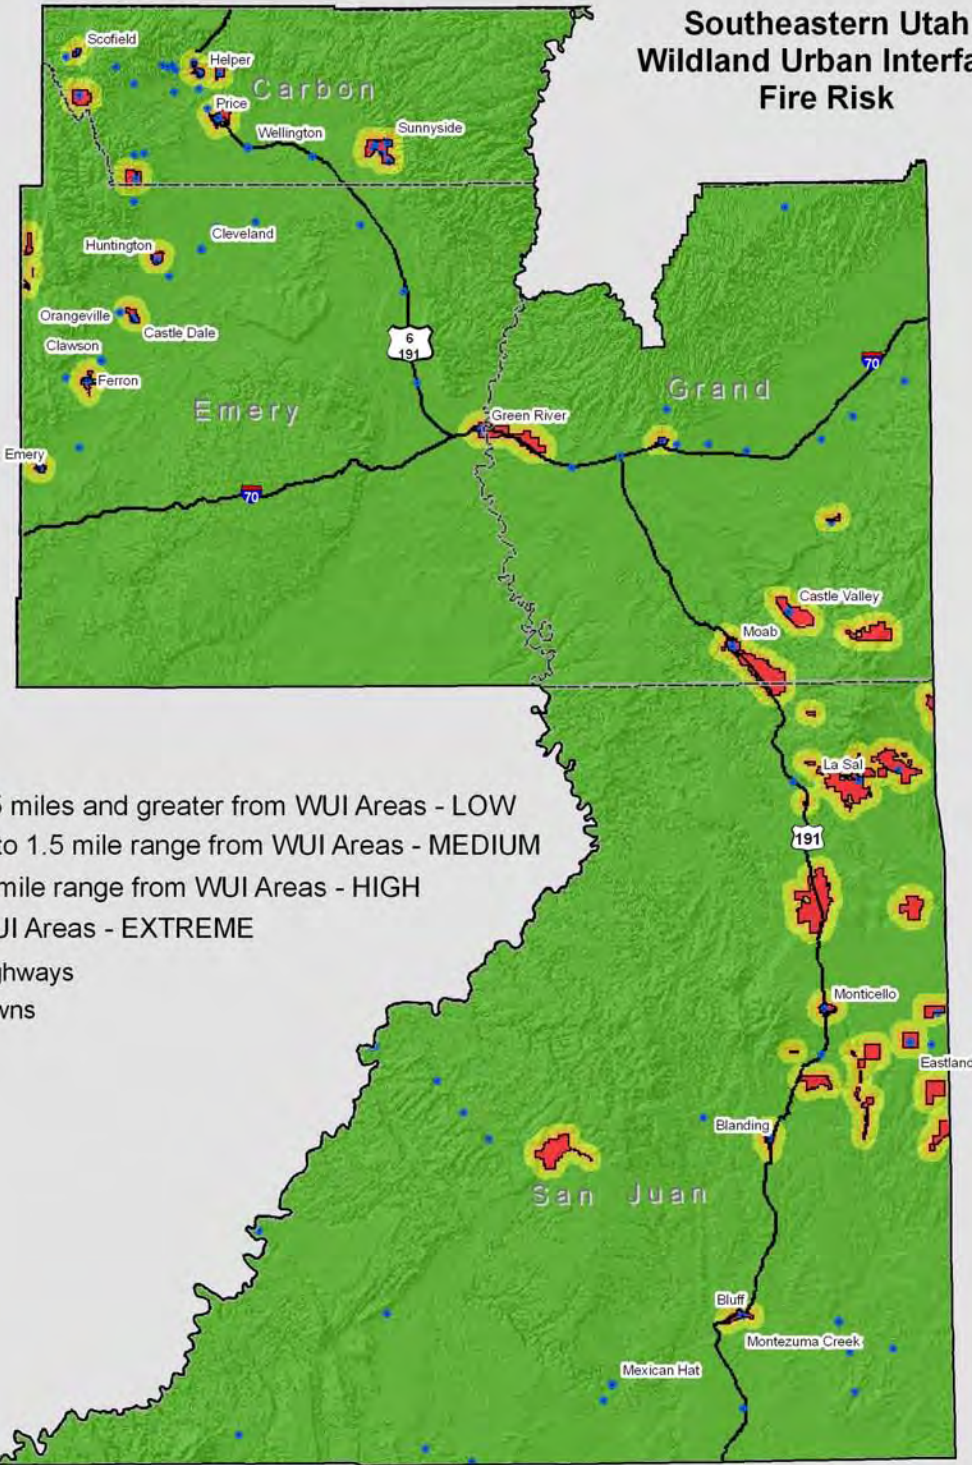 Southeastern Utah
Wildland Urban Interfa
Fire Risk
Scofield
Helper
Carbon
Price
Wellington
Sunnyside
Cleveland
Huntington
Orangeville
Castle Dale
Clawson
6
191
70
Ferron
Grand
Emery
Green River
Emery
70
Castle Valley
Moab
La Sal
miles and greater from WUI Areas - LOW
to 1.5 mile range from WUI Areas - MEDIUM
191
mile range from WUI Areas - HIGH
UI Areas - EXTREME
ghways
Monticello
wns
Eastland
Blanding
San Juan
Bluff
Montezuma Creek
Mexican Hat